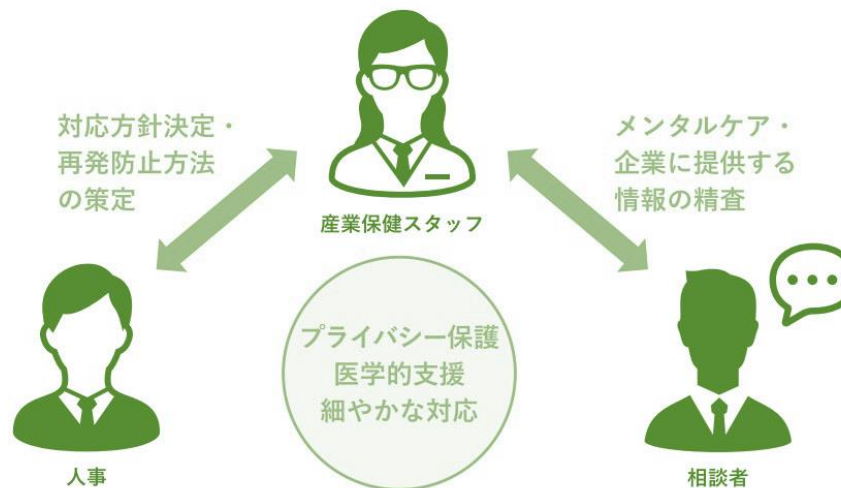 対応方針決定・
再発防止方法
の策定
メンタルケア・
企業に提供する
情報の精査
産業保健スタッフ
プライバシー保護
医学的支援
細やかな対応
人事
相談者